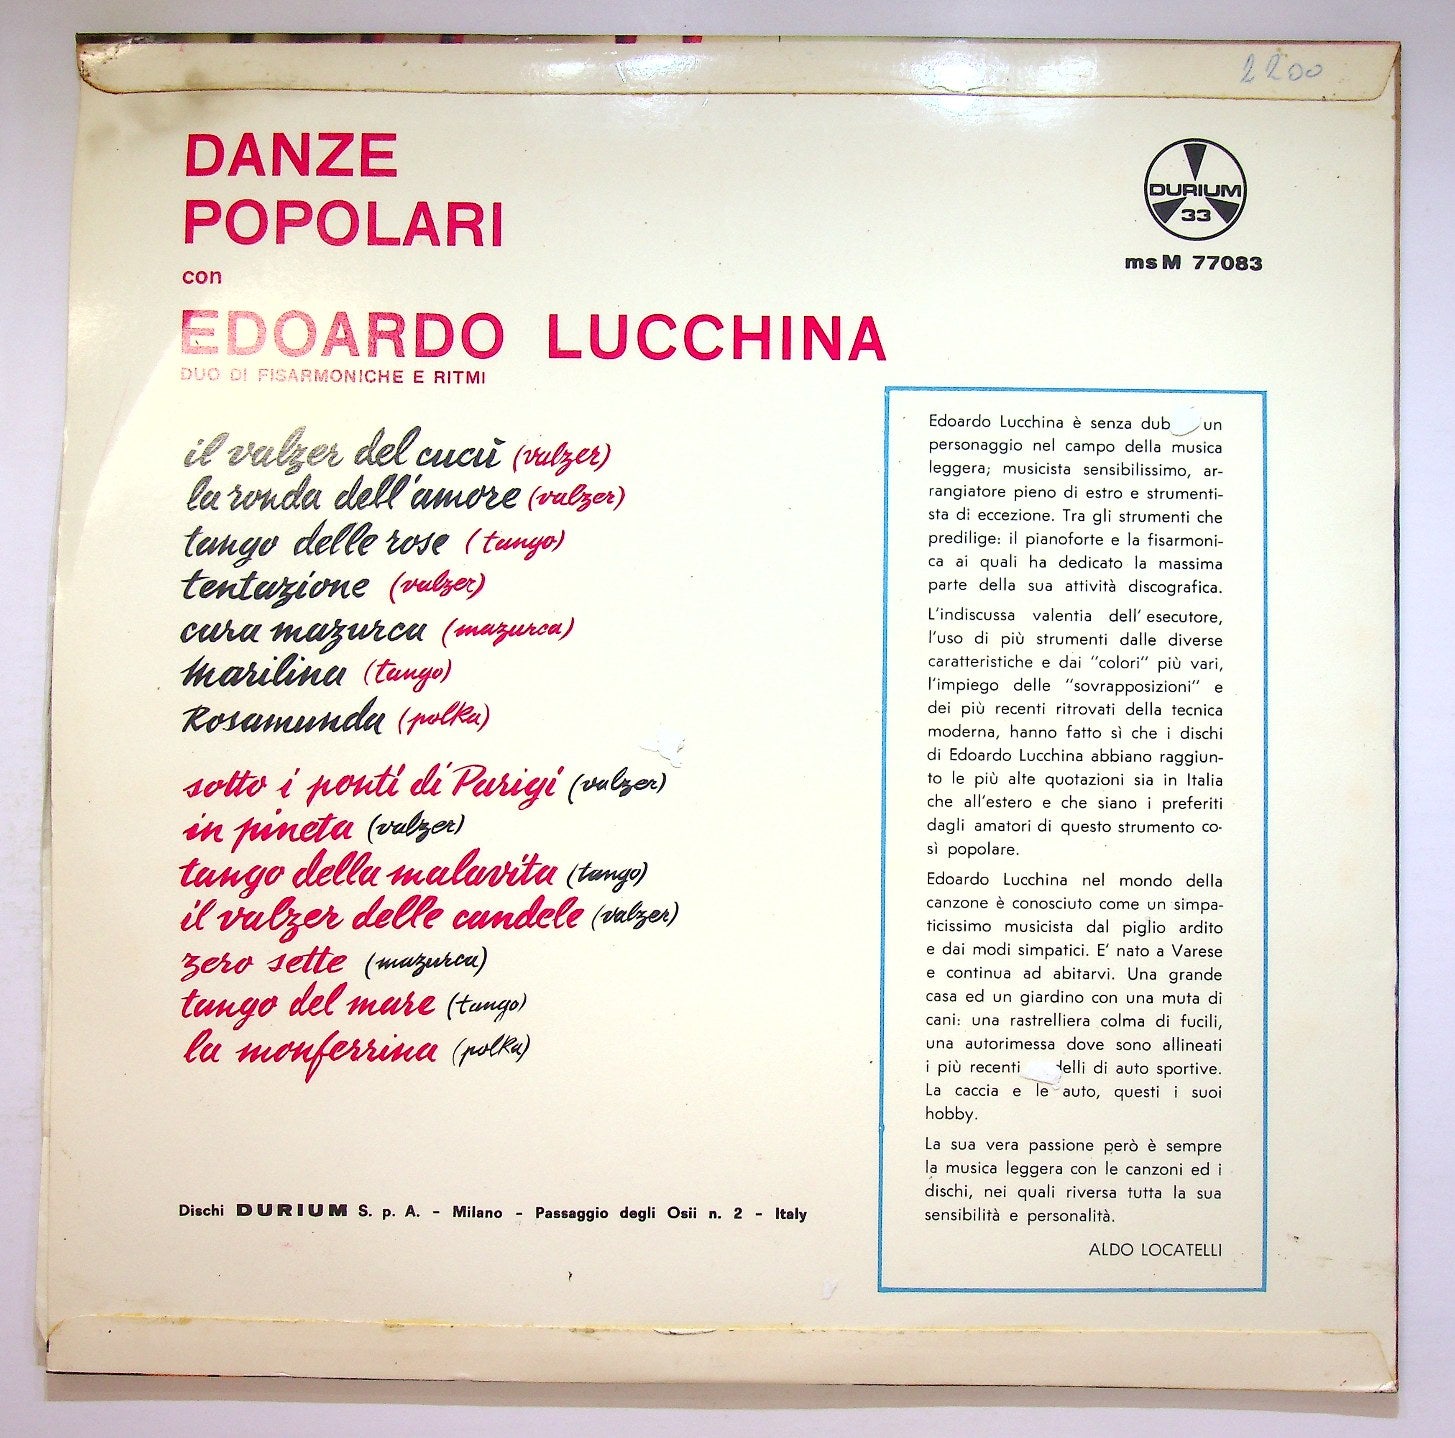 2200
DANZE
POPOLARI
con
EDOARDO LUCCHINA
DUO DI FISARMONICHE E RITMI
DURIUM
33
ms M 77083
il valzer del cucù (valzer)
la ronda dell'amore (valzer)
tango delle rose (tango)
tentazione (valzer)
cara mazurca (mazurca)
Marilina (tango)
Rosamunda (polka)
sotto i ponti di Parigi (valzer)
in pineta (valzer)
tango della malavita (tango)
il valzer delle candele (valzer)
zero sette (mazurca)
tango del mare (tango)
la monferrina (polka)
Dischi DURIUM S. p. A. - Milano - Passaggio degli Osii n. 2 - Italy
Edoardo Lucchina è senza un
personaggio nel campo della musica
leggera; musicista sensibilissimo, ar-
rangiatore pieno di estro e strumenti-
sta di eccezione. Tra gli strumenti che
predilige: il pianoforte e la fisarmoni-
ca ai quali ha dedicato la massima
parte della sua attività discografica.
L'indiscussa valentia dell' esecutore,
l'uso di più strumenti dalle diverse
caratteristiche e dai "colori" più vari,
l'impiego delle "sovrapposizioni" e
dei più recenti ritrovati della tecnica
moderna, hanno fatto sì che i dischi
di Edoardo Lucchina abbiano raggiun-
to le più alte quotazioni sia in Italia
che all'estero e che siano i preferiti
dagli amatori di questo strumento co-
sì popolare.
Edoardo Lucchina nel mondo della
canzone è conosciuto come un simpa-
ticissimo musicista dal piglio ardito
e dai modi simpatici. E' nato a Varese
e continua ad abitarvi. Una grande
casa ed un giardino con una muta di
cani: una rastrelliera colma di fucili,
una autorimessa dove sono allineati
i più recenti di auto sportive.
La caccia e le auto, questi i suoi
hobby.
La sua vera passione però è sempre
la musica leggera con le canzoni ed i
dischi, nei quali riversa tutta la sua
sensibilità e personalità.
ALDO LOCATELLI